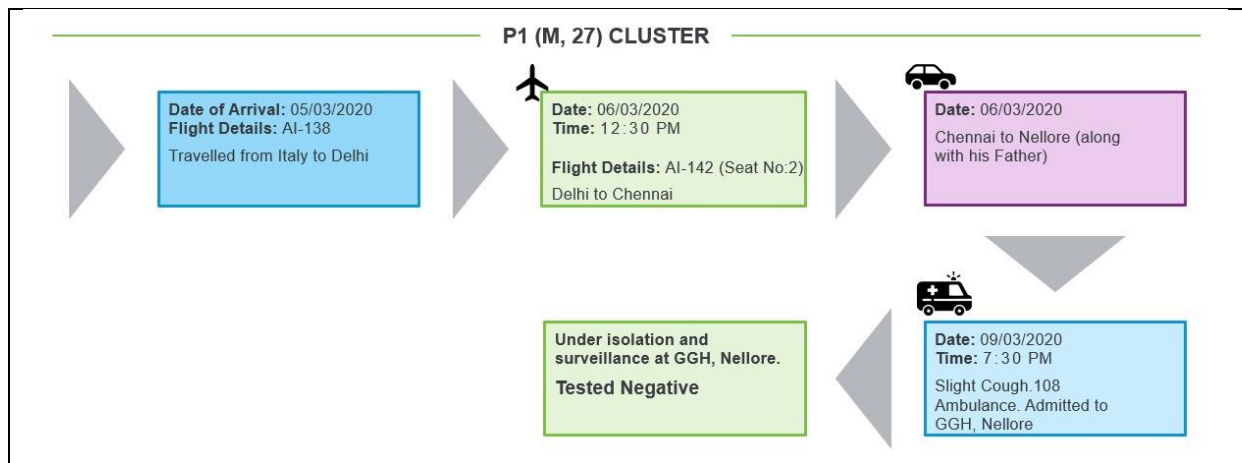 P1 (M, 27) CLUSTER
Date of Arrival: 05/03/2020
Flight Details: AI-138
Travelled from Italy to Delhi
Date: 06/03/2020
Time: 12:30 PM
Flight Details: AI-142 (Seat No:2)
Delhi to Chennai
Date: 06/03/2020
Chennai to Nellore (along
with his Father)
Date: 09/03/2020
Time: 7:30 PM
Slight Cough.108
Ambulance. Admitted to
GGH, Nellore
Under isolation and
surveillance at GGH, Nellore.
Tested Negative